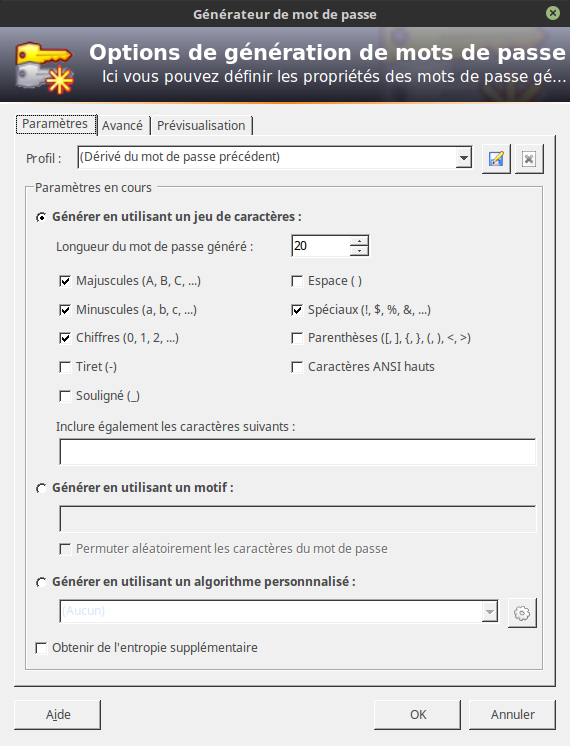 Générateur de mot de passe
Options de génération de mots de passe
Ici vous pouvez définir les propriétés des mots de passe gé...
Paramètres Avancé Prévisualisation
Profil : (Dérivé du mot de passe précédent)
Paramètres en cours
Générer en utilisant un jeu de caractères :
Longueur du mot de passe généré : 20
Majuscules (A, B, C, ...) Espace ( )
Minuscules (a, b, c, ...) Spéciaux (!, $, %, &, ...)
Chiffres (0, 1, 2, ...) Parenthèses ([, ], {, }, (, ), <, >)
Tiret (-) Caractères ANSI hauts
Souligné (_)
Inclure également les caractères suivants :
Générer en utilisant un motif :
Permuter aléatoirement les caractères du mot de passe
Générer en utilisant un algorithme personnnalisé :
(Aucun)
Obtenir de l'entropie supplémentaire
Aide OK Annuler